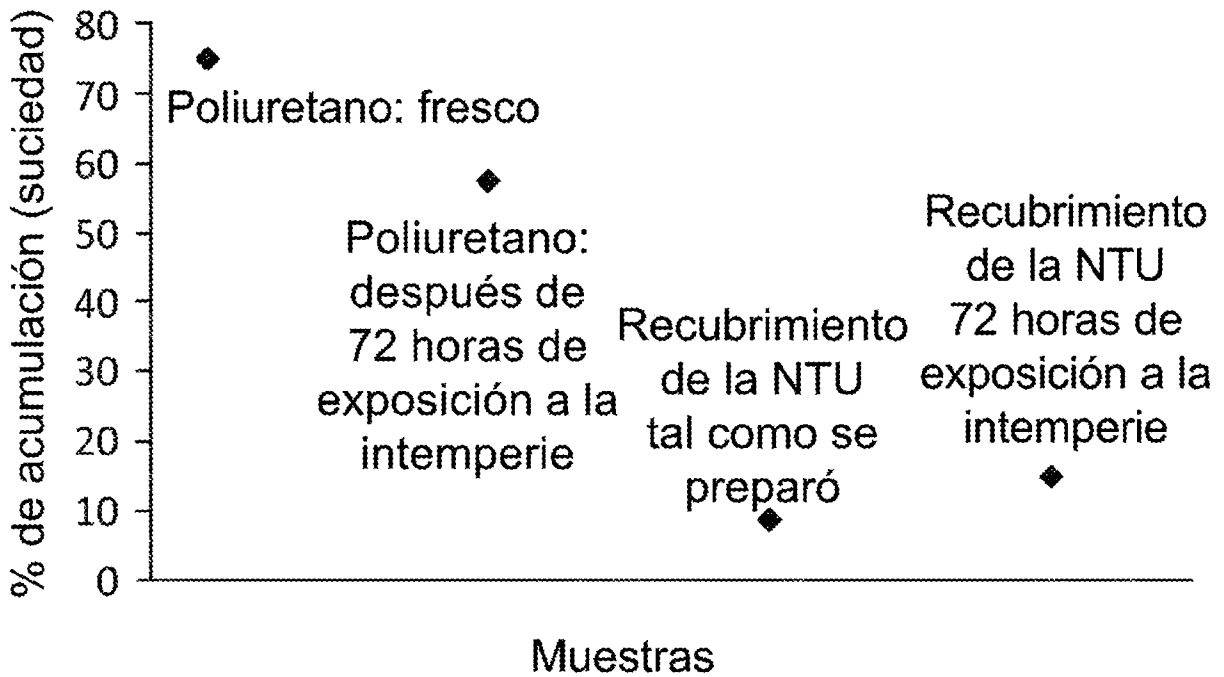 % de acumulación (suciedad)
80
70
60
50
40
30
20
10
0
Poliuretano: fresco
Poliuretano:
después de
72 horas de
exposición a la
intemperie
Recubrimiento
de la NTU
tal como se
preparó
Recubrimiento
de la NTU
72 horas de
exposición a la
intemperie
Muestras